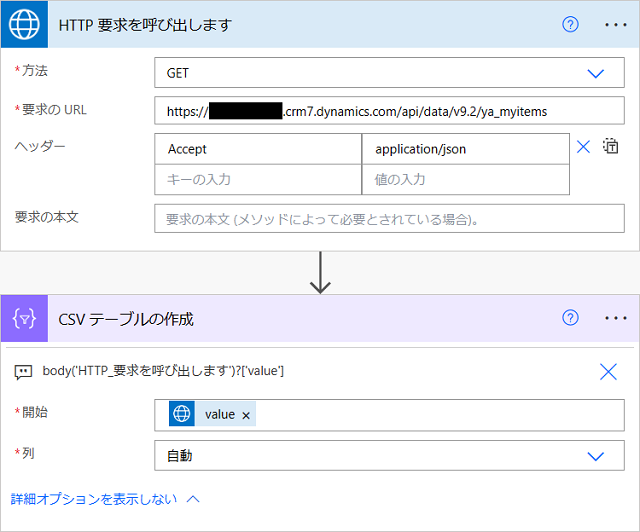 HTTP 要求を呼び出します
*方法
GET
*要求の URL
https://
.crm7.dynamics.com/api/data/v9.2/ya_myitems
ヘッダー
Accept
application/json
キーの入力
値の入力
要求の本文
要求の本文 (メソッドによって必要とされている場合)。
CSV テーブルの作成
body('HTTP_要求を呼び出します')?['value']
*開始
value
*列
自動
詳細オプションを表示しない